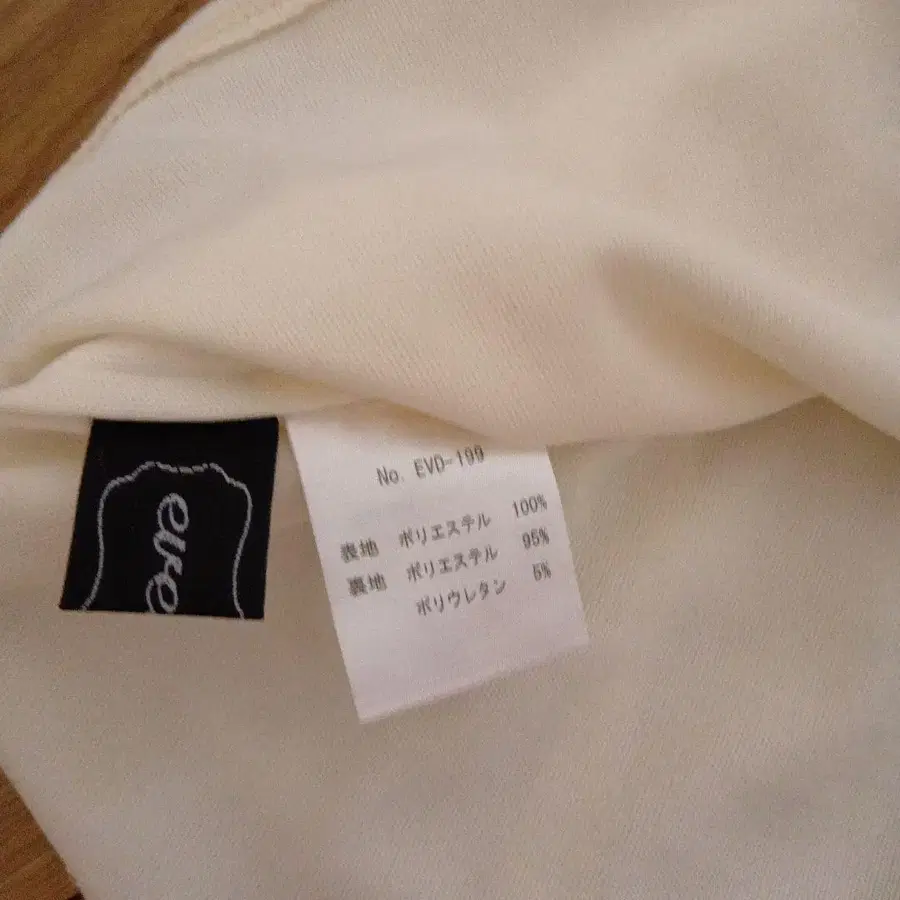 eve
No. EVD-199
表地 ポリエステル 100%
裏地 ポリエステル 95%
ポリウレタン 5%